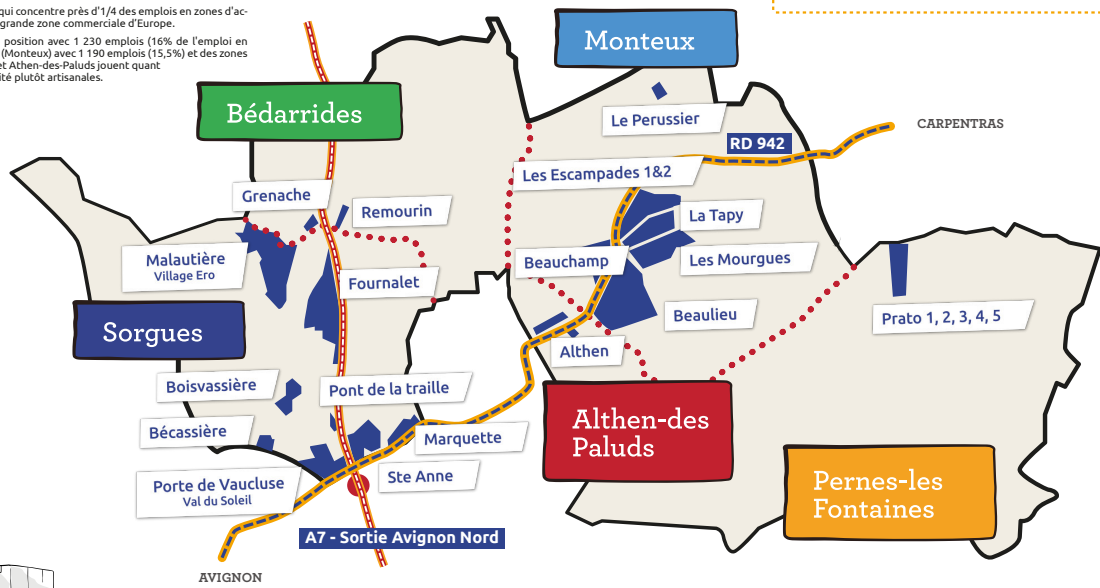 qui concentre près d'1/4 des emplois en zones d'ac-
grande zone commerciale d'Europe.
position avec 1 230 emplois (16% de l'emploi en
(Monteux) avec 1 190 emplois (15,5%) et des zones
et Athen-des-Paluds jouent quant
ité plutôt artisanales.
Monteux
Bédarrides
Le Perussier
CARPENTRAS
RD 942
Les Escampades 1&2
Grenache
Remourin
La Tapy
Malautière
Village Ero
Beauchamp
Les Mourgues
Fournalet
Sorgues
Beaulieu
Prato 1, 2, 3, 4, 5
Althen
Boisvassière
Pont de la traille
Althen-des
Paluds
Bécassière
Marquette
Ste Anne
Porte de Vaucluse
Val du Soleil
Pernes-les
Fontaines
A7 - Sortie Avignon Nord
AVIGNON